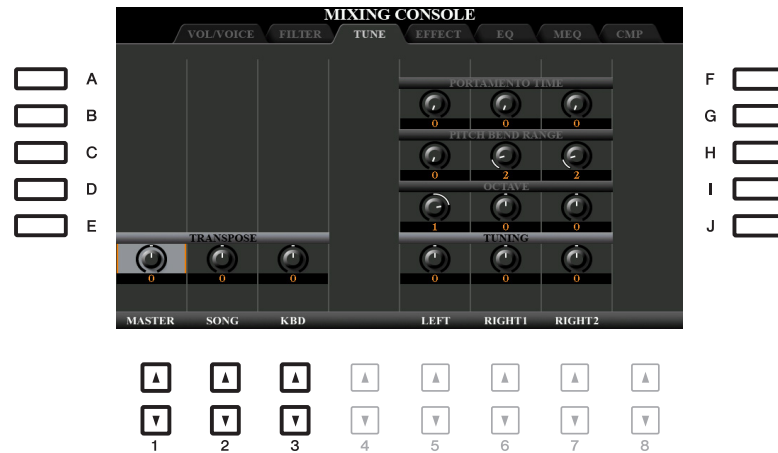 MIXING CONSOLE
VOL/VOICE FILTER TUNE EFFECT EQ MEQ CMP
A F
PORTAMENTO TIME
B G
0 0 0
PITCH BEND RANGE
C H
0 2 2
D OCTAVE I
E J
1 0 0
TRANSPOSE TUNING
0 0 0 0 0 0
MASTER SONG KBD LEFT RIGHT1 RIGHT2
1 2 3 4 5 6 7 8